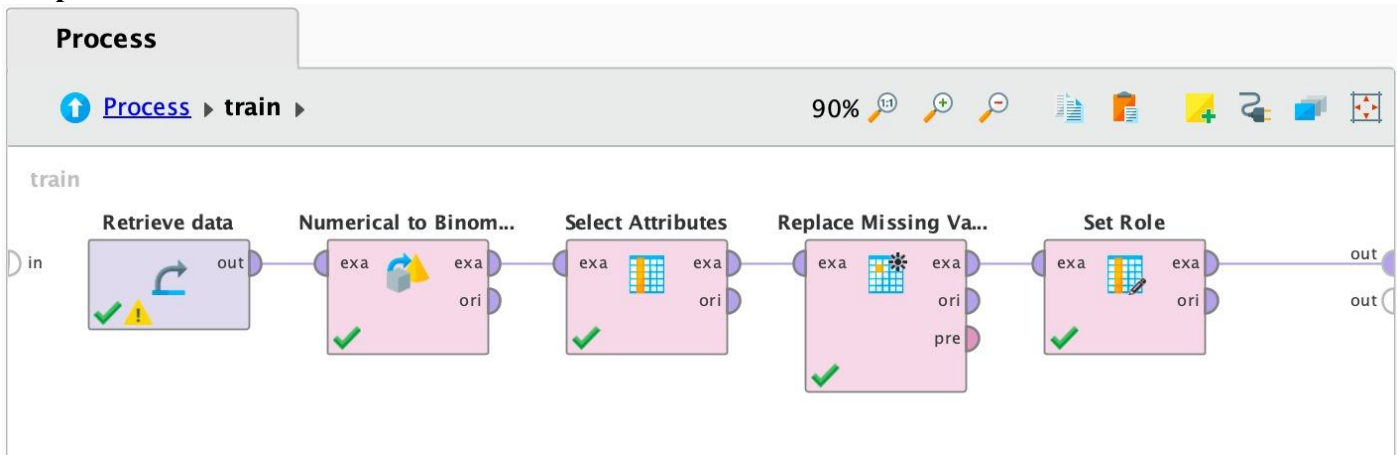 Process
Process ▸ train ▸
90%
train
Retrieve data
Numerical to Binom...
Select Attributes
Replace Missing Va...
Set Role
in
out
exa
exa
ori
exa
exa
ori
exa
exa
ori
pre
exa
exa
ori
out
out